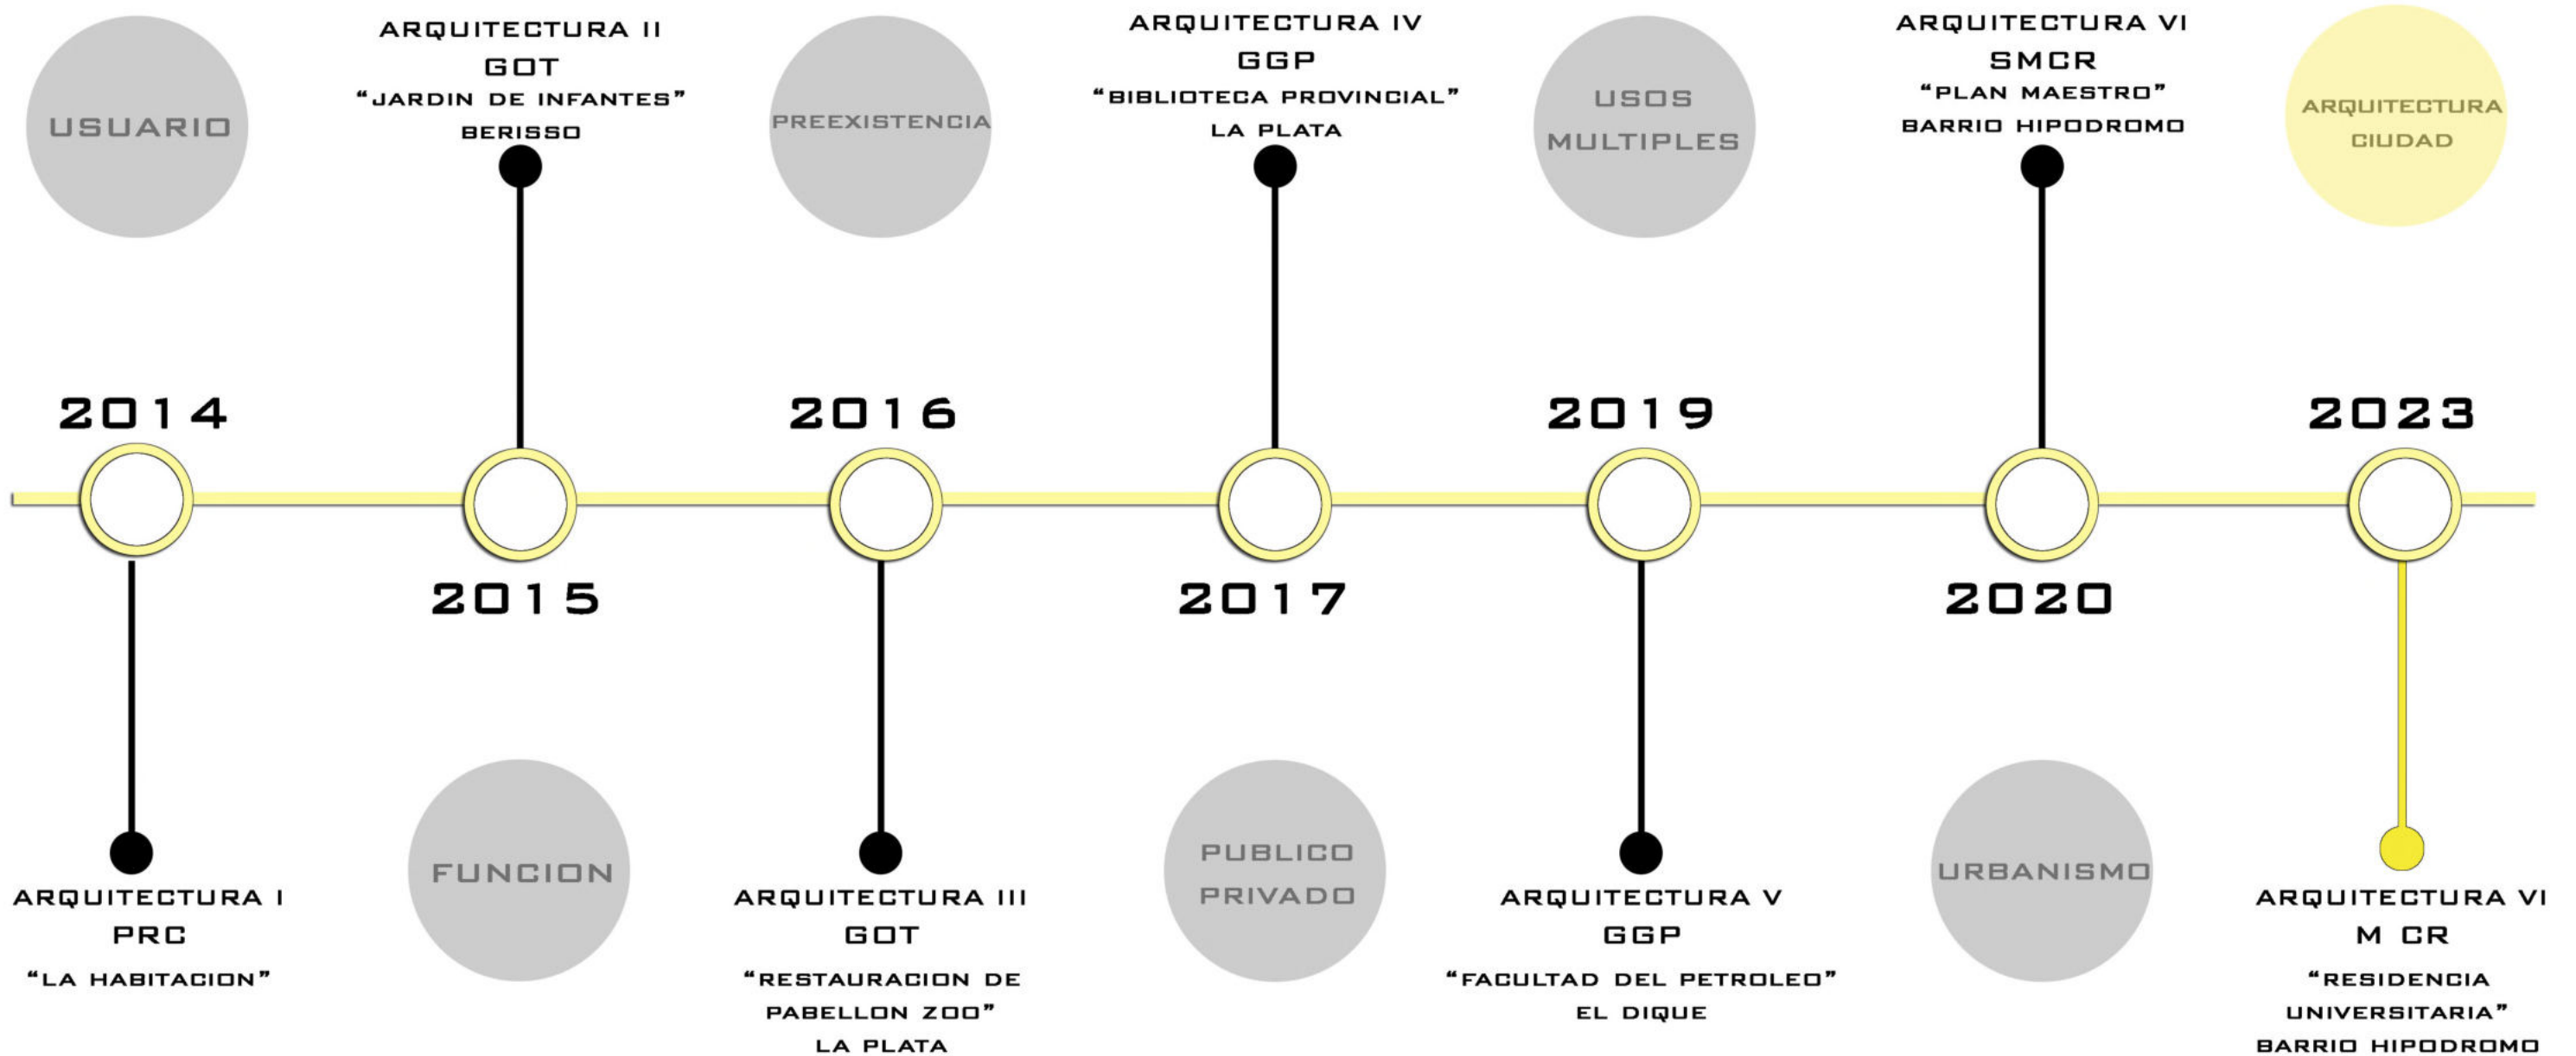 USUARIO
ARQUITECTURA II
GOT
“JARDIN DE INFANTES”
BERISSO
PREEXISTENCIA
ARQUITECTURA IV
GGP
“BIBLIOTECA PROVINCIAL”
LA PLATA
USOS
MULTIPLES
ARQUITECTURA VI
SMCR
“PLAN MAESTRO”
BARRIO HIPODROMO
ARQUITECTURA
CIUDAD
2014
2016
2019
2023
2015
2017
2020
ARQUITECTURA I
PRC
“LA HABITACION”
FUNCION
ARQUITECTURA III
GOT
“RESTAURACION DE
PABELLON ZOO”
LA PLATA
PUBLICO
PRIVADO
ARQUITECTURA V
GGP
“FACULTAD DEL PETROLEO”
EL DIQUE
URBANISMO
ARQUITECTURA VI
M CR
“RESIDENCIA
UNIVERSITARIA”
BARRIO HIPODROMO